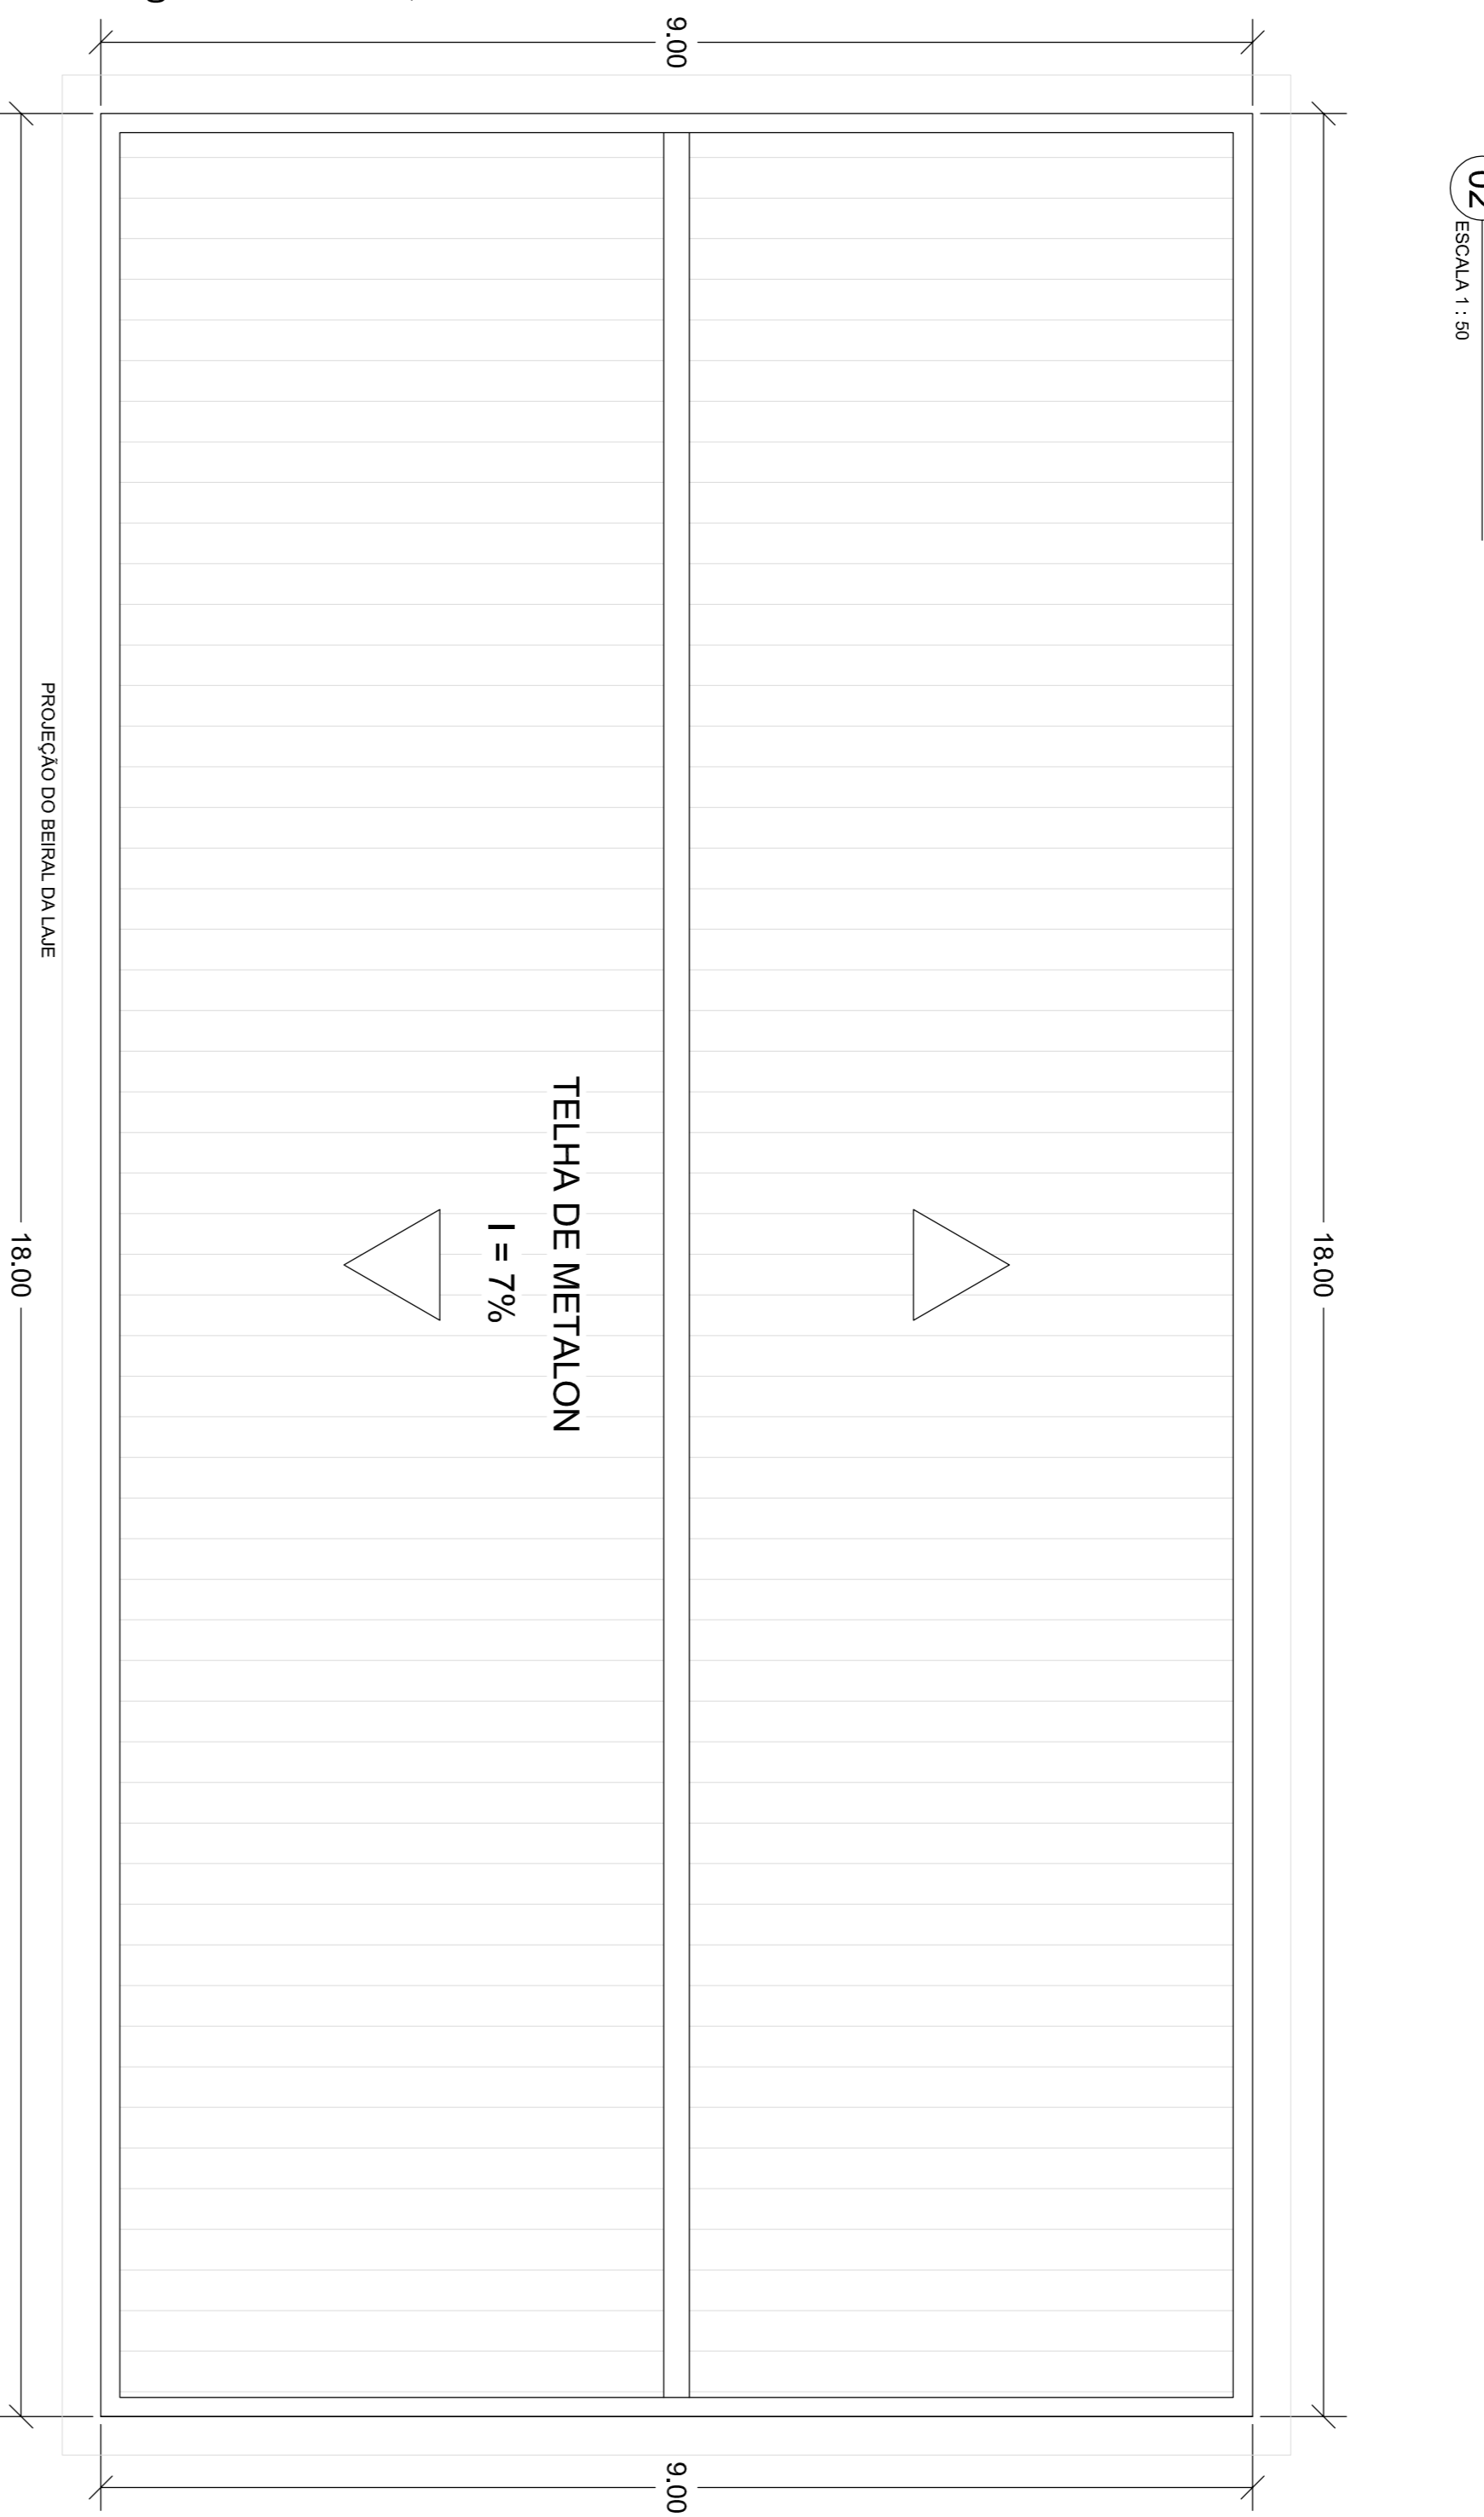 02
ESCALA 1 : 50
18.00
9.00
9.00
TELHA DE METALON
I = 7%
PROJEÇÃO DO BEIRAL DA LAJE
18.00